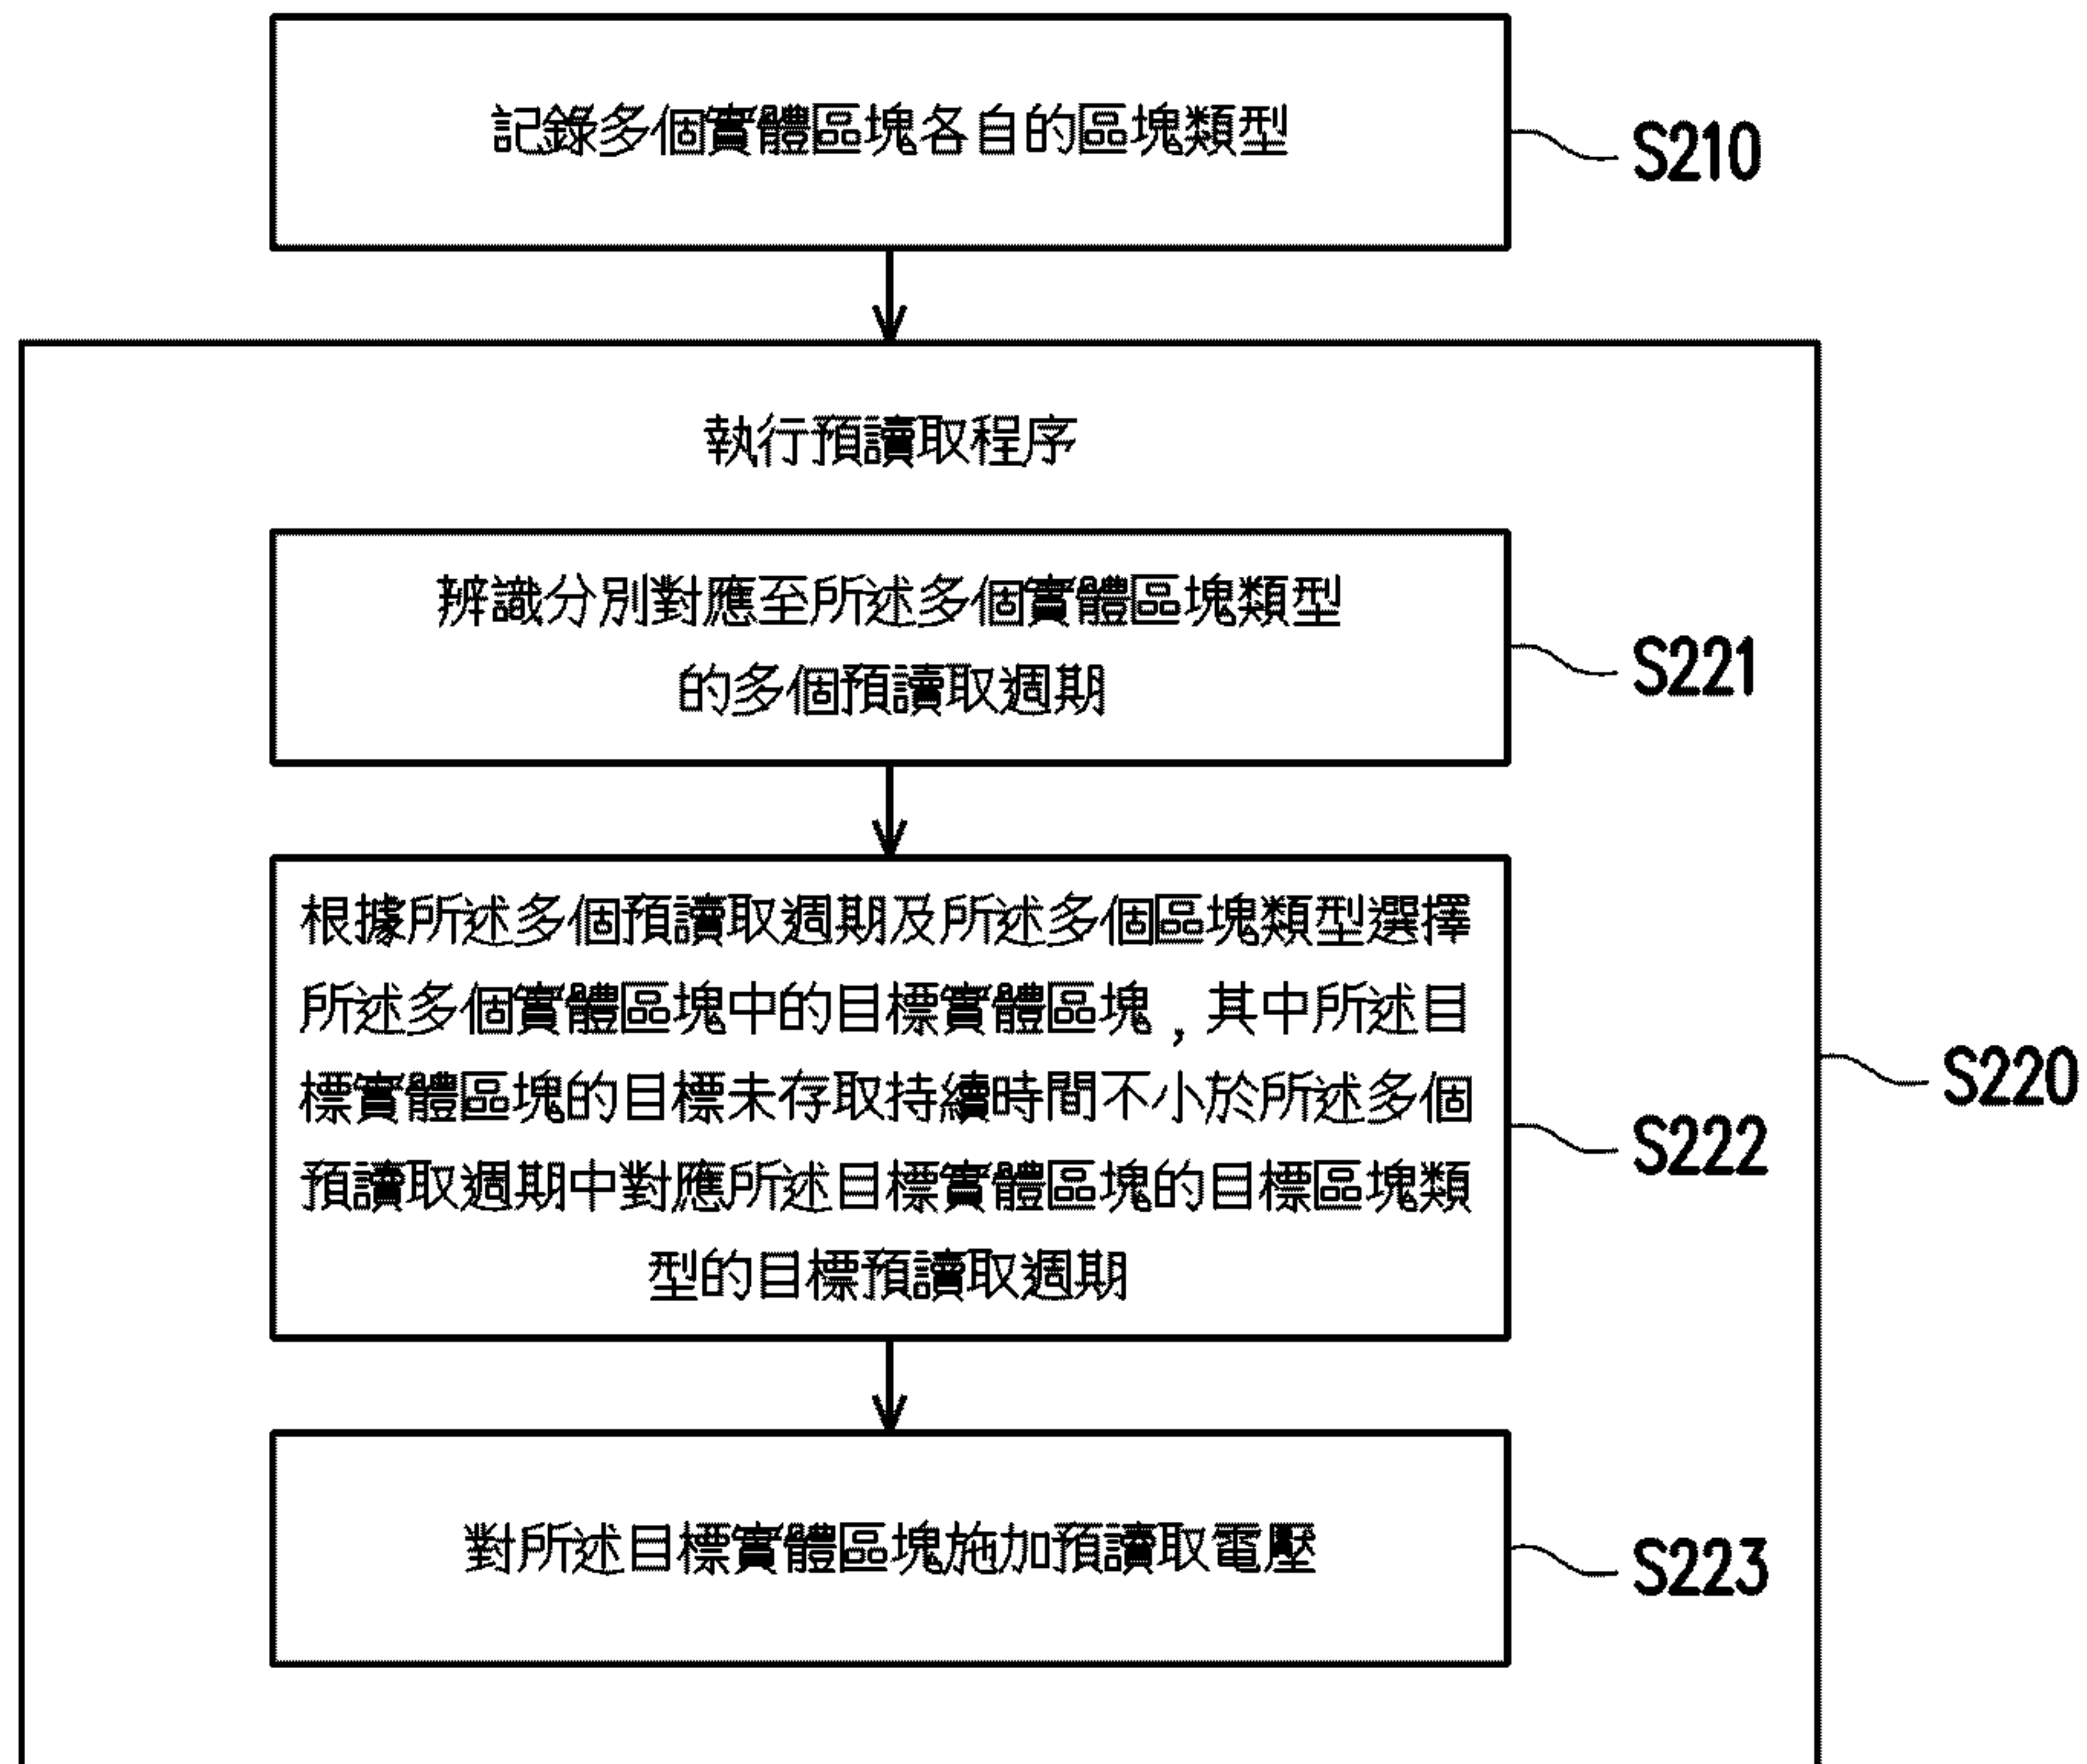 記錄多個實體區塊各自的區塊類型
S210
執行預讀取程序
辨識分別對應至所述多個實體區塊類型
的多個預讀取週期
S221
根據所述多個預讀取週期及所述多個區塊類型選擇
所述多個實體區塊中的目標實體區塊,其中所述目
標實體區塊的目標未存取持續時間不小於所述多個
預讀取週期中對應所述目標實體區塊的目標區塊類
型的目標預讀取週期
S220
S222
對所述目標實體區塊施加預讀取電壓
S223